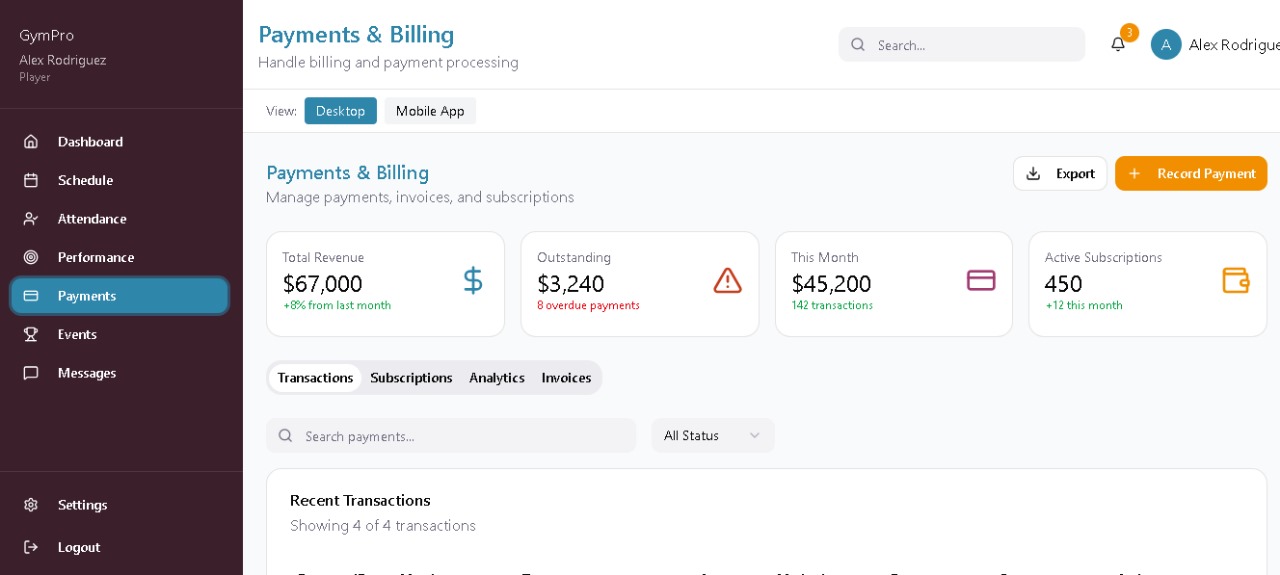 GymPro
Alex Rodriguez
Player
Dashboard
Schedule
Attendance
Performance
Payments
Events
Messages
Settings
Logout
Payments & Billing
Handle billing and payment processing
Search...
3
A
Alex Rodrigue
View:
Desktop
Mobile App
Payments & Billing
Manage payments, invoices, and subscriptions
Export
Record Payment
Total Revenue
$67,000
+8% from last month
Outstanding
$3,240
8 overdue payments
This Month
$45,200
142 transactions
Active Subscriptions
450
+12 this month
Transactions
Subscriptions
Analytics
Invoices
Search payments...
All Status
Recent Transactions
Showing 4 of 4 transactions